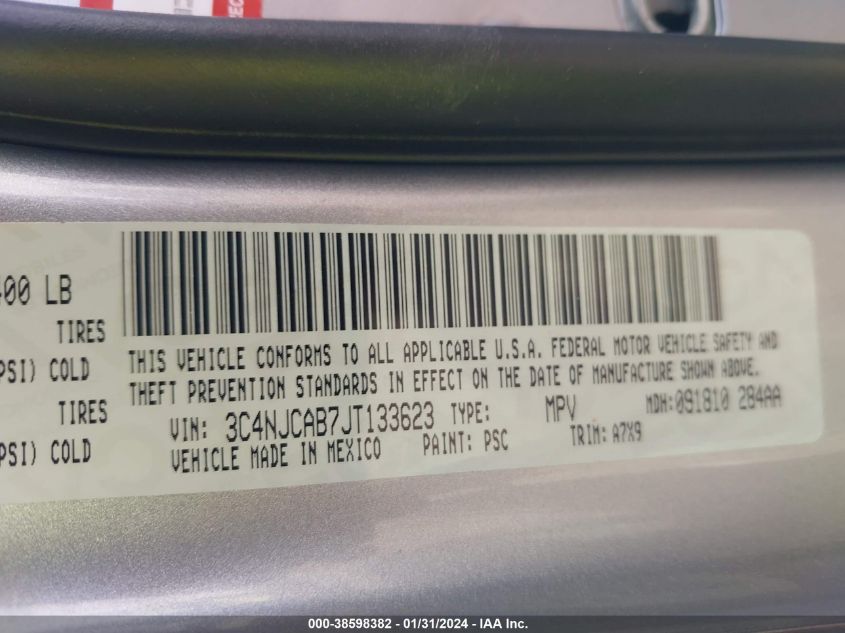 REC
400 LB
TIRES
PSI) COLD
TIRES
PSI) COLD
THIS VEHICLE CONFORMS TO ALL APPLICABLE U.S.A. FEDERAL MOTOR VEHICLE SAFETY AND
THEFT PREVENTION STANDARDS IN EFFECT ON THE DATE OF MANUFACTURE SHOWN ABOVE.
VIN: 3C4NJCAB7JT133623 TYPE: MPV MDH:091810 284AA
VEHICLE MADE IN MEXICO PAINT: PSC TRIM: A7X9
000-38598382 - 01/31/2024 - IAA Inc.